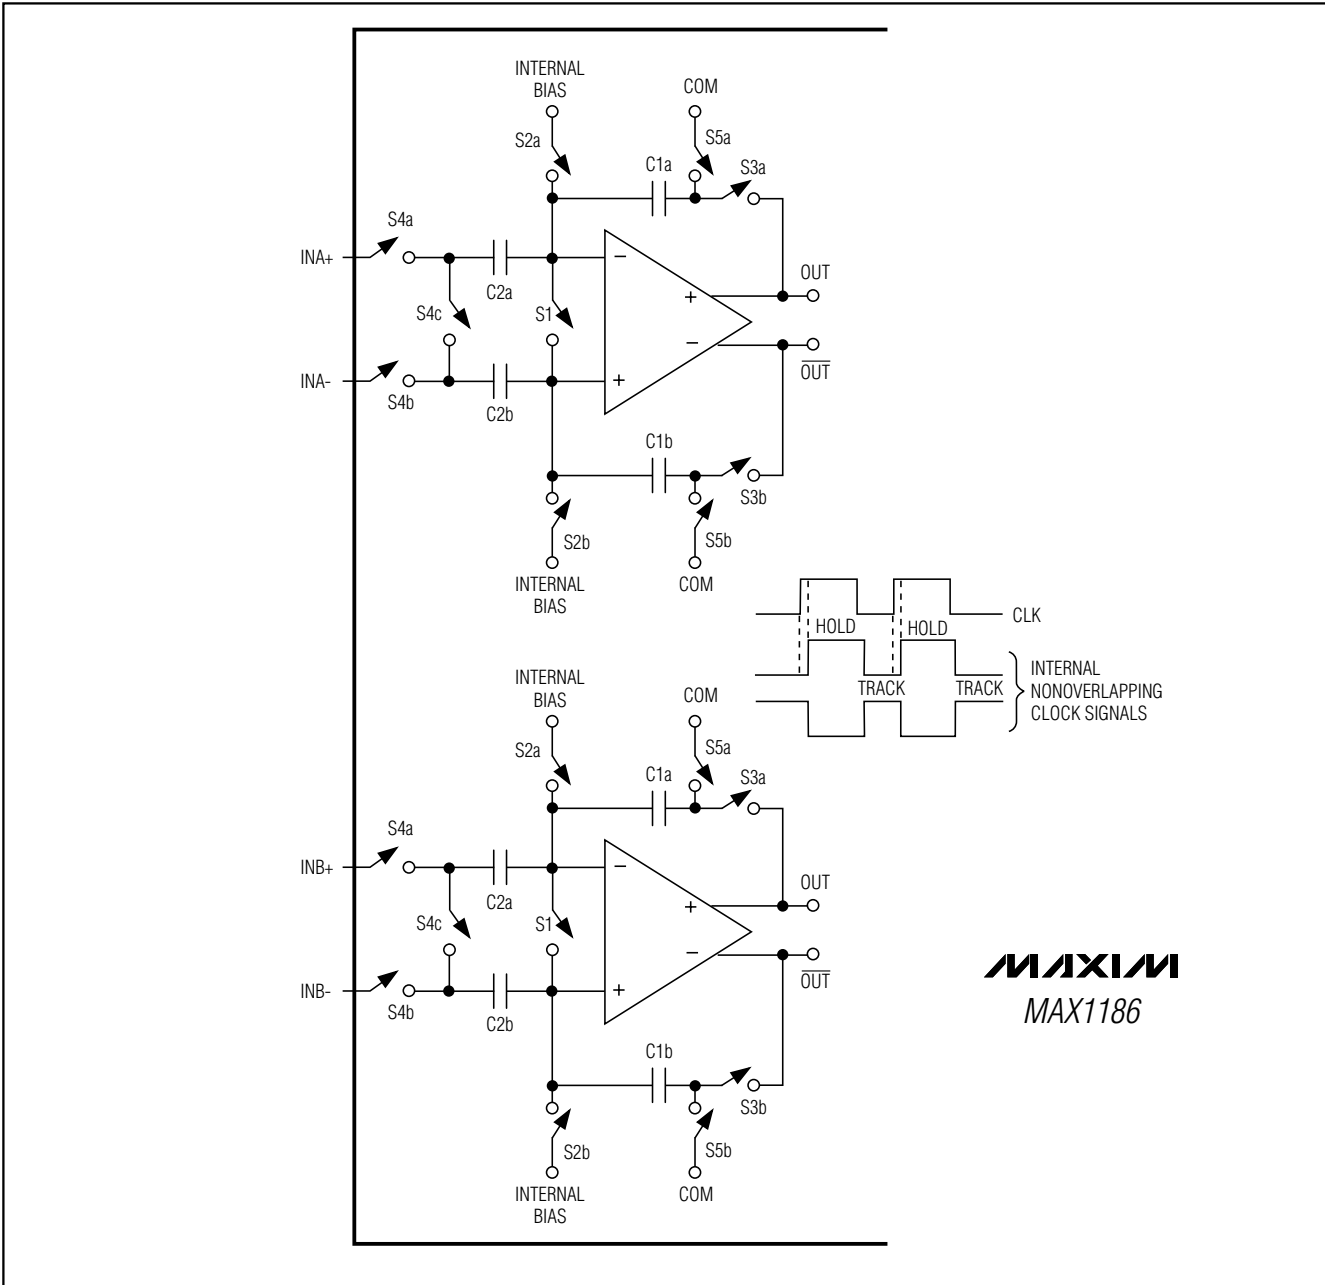 INTERNAL
BIAS
COM
S2a
S5a
C1a
S3a
S4a
INA+
C2a
−
OUT
+
S4c
S1
−
OUT
INA-
+
S4b
C2b
C1b
S3b
S2b
S5b
INTERNAL
BIAS
COM
CLK
HOLD
HOLD
TRACK
TRACK
INTERNAL
NONOVERLAPPING
CLOCK SIGNALS
INTERNAL
BIAS
COM
S2a
S5a
C1a
S3a
S4a
INB+
C2a
−
OUT
+
S4c
S1
−
OUT
INB-
+
S4b
C2b
C1b
S3b
S2b
S5b
INTERNAL
BIAS
COM
MAXIM
MAX1186